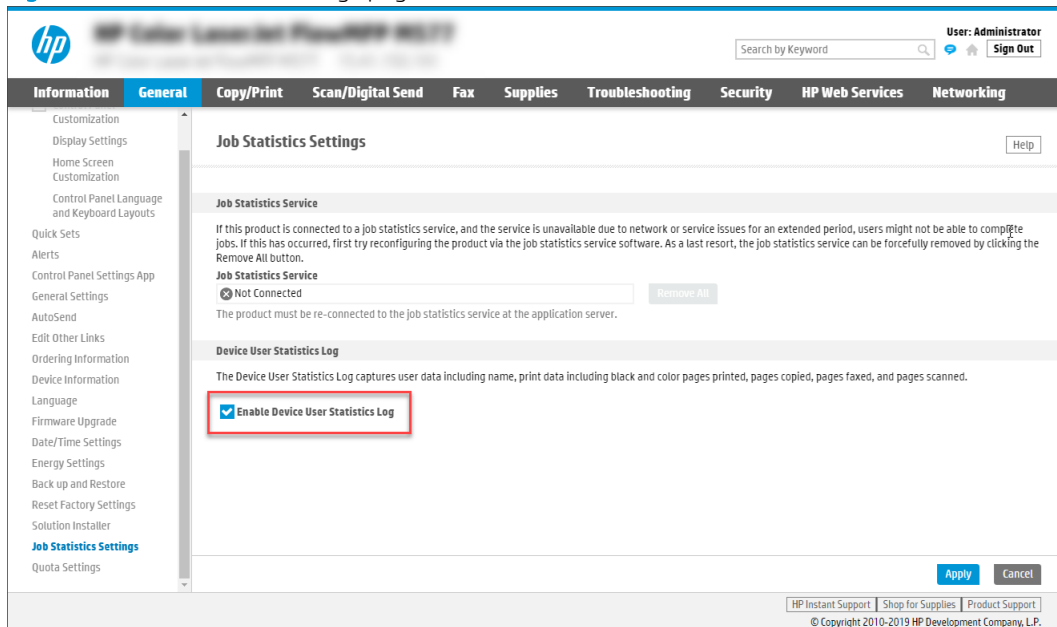 hp
User: Administrator
Search by Keyword
Sign Out
Information General Copy/Print Scan/Digital Send Fax Supplies Troubleshooting Security HP Web Services Networking
Customization
Display Settings
Home Screen
Customization
Control Panel Language
and Keyboard Layouts
Quick Sets
Alerts
Control Panel Settings App
General Settings
AutoSend
Edit Other Links
Ordering Information
Device Information
Language
Firmware Upgrade
Date/Time Settings
Energy Settings
Back up and Restore
Reset Factory Settings
Solution Installer
Job Statistics Settings
Quota Settings
Job Statistics Settings
Help
Job Statistics Service
If this product is connected to a job statistics service, and the service is unavailable due to network or service issues for an extended period, users might not be able to complete
jobs. If this has occurred, first try reconfiguring the product via the job statistics service software. As a last resort, the job statistics service can be forcefully removed by clicking the
Remove All button.
Job Statistics Service
Not Connected
Remove All
The product must be re-connected to the job statistics service at the application server.
Device User Statistics Log
The Device User Statistics Log captures user data including name, print data including black and color pages printed, pages copied, pages faxed, and pages scanned.
Enable Device User Statistics Log
Apply Cancel
HP Instant Support Shop for Supplies Product Support
© Copyright 2010-2019 HP Development Company, L.P.